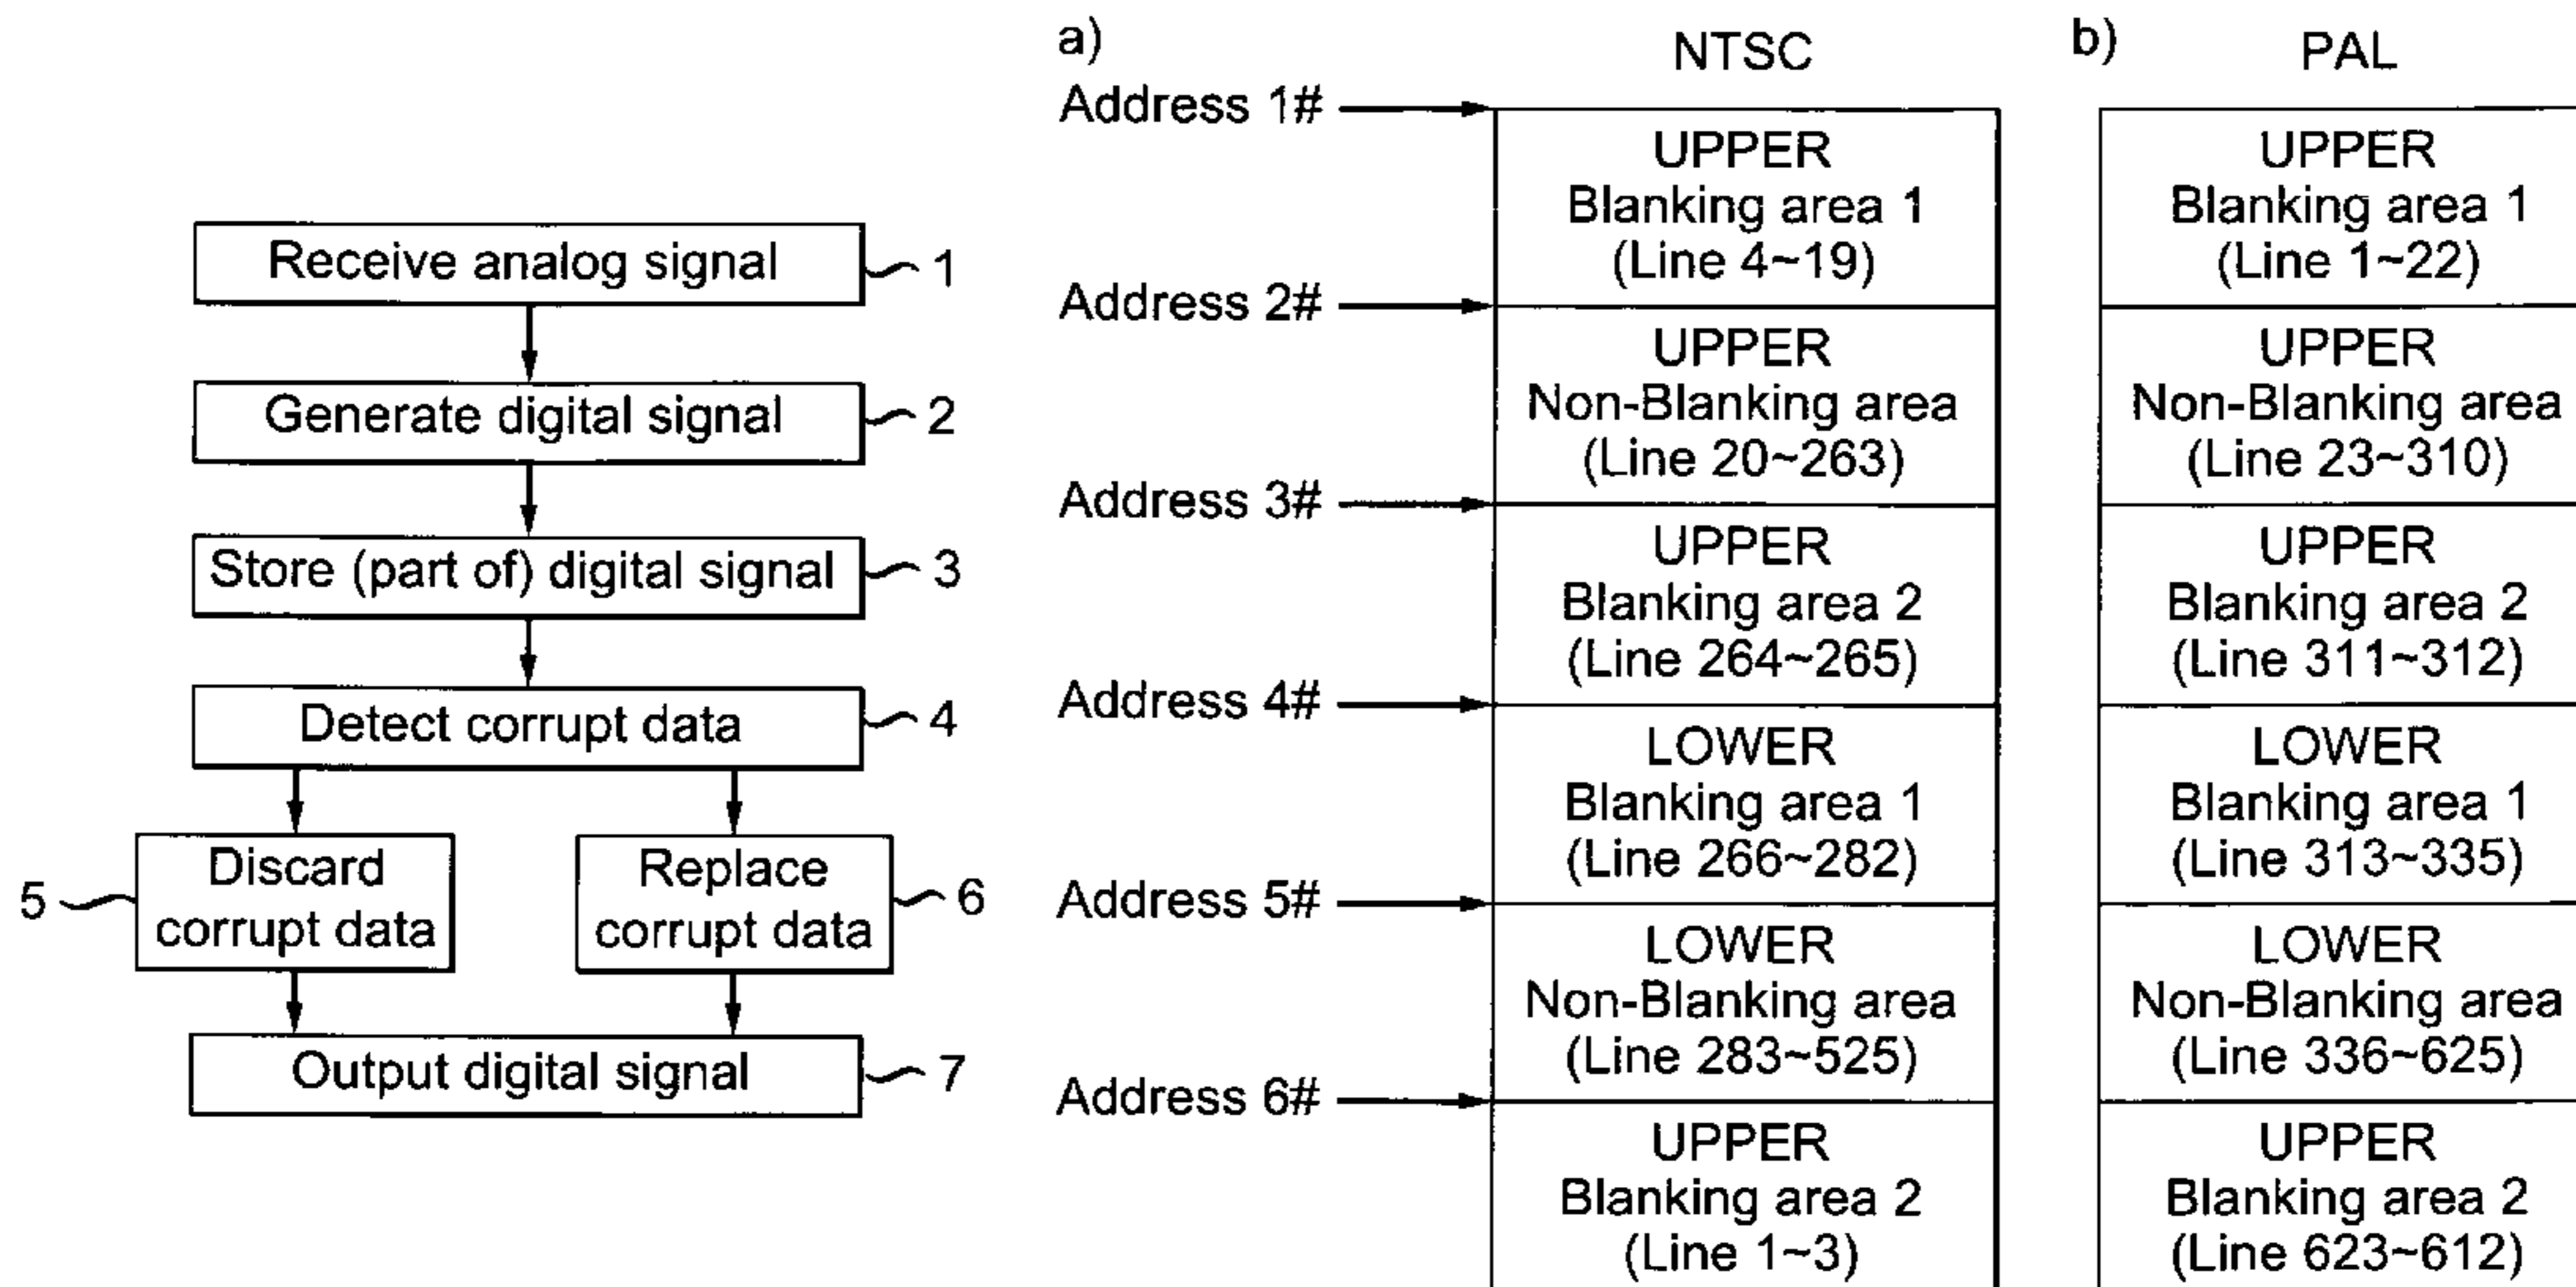 Receive analog signal
1
Generate digital signal
2
Store (part of) digital signal
3
Detect corrupt data
4
Discard
corrupt data
5
Replace
corrupt data
6
Output digital signal
7
a)
NTSC
Address 1#
UPPER
Blanking area 1
(Line 4~19)
Address 2#
UPPER
Non-Blanking area
(Line 20~263)
Address 3#
UPPER
Blanking area 2
(Line 264~265)
Address 4#
LOWER
Blanking area 1
(Line 266~282)
Address 5#
LOWER
Non-Blanking area
(Line 283~525)
Address 6#
UPPER
Blanking area 2
(Line 1~3)
b)
PAL
UPPER
Blanking area 1
(Line 1~22)
UPPER
Non-Blanking area
(Line 23~310)
UPPER
Blanking area 2
(Line 311~312)
LOWER
Blanking area 1
(Line 313~335)
LOWER
Non-Blanking area
(Line 336~625)
UPPER
Blanking area 2
(Line 623~612)